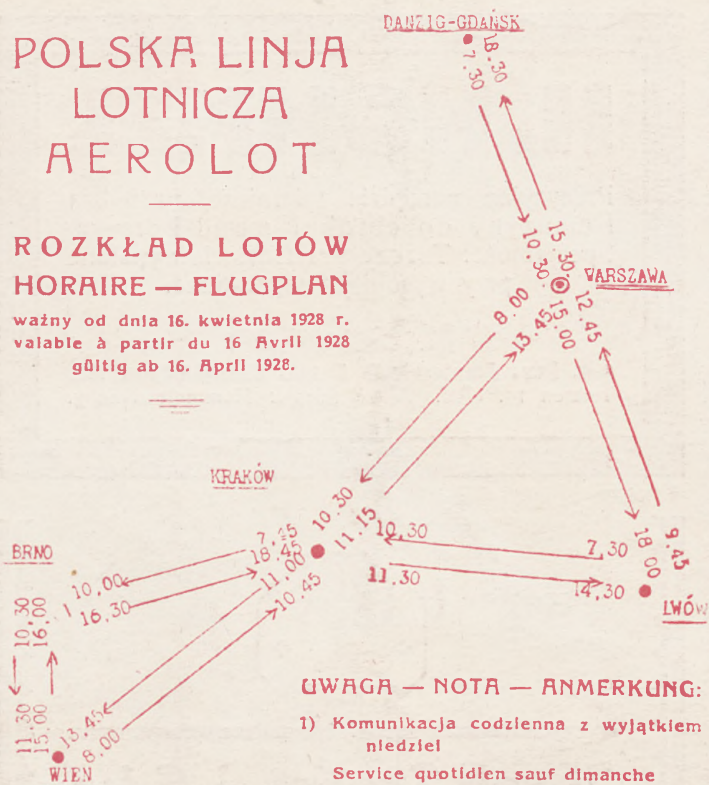 POLSKA LINJA
LOTNICZA
AEROLOT
ROZKŁAD LOTÓW
HORAIRE — FLUGPLAN
ważny od dnia 16. kwietnia 1928 r.
valable à partir du 16 Avril 1928
gültig ab 16. April 1928.
DANZIG-GDAŃSK
18.30
7.30
15.30
10.30
WARSZAWA
8.00
13.45
15.00
12.45
KRAKÓW
10.30
11.15
7,45
18.45
11,00
10.45
10,30
11.30
7,30
14,30
18 00
9.45
LWÓW
BRNO
10,00
16,30
10,30
16,00
11.30
15,00
13,45
8.00
WIEN
UWAGA — NOTA — ANMERKUNG:
1) Komunikacja codzienna z wyjątkiem
niedziel
Service quotidien sauf dimanche